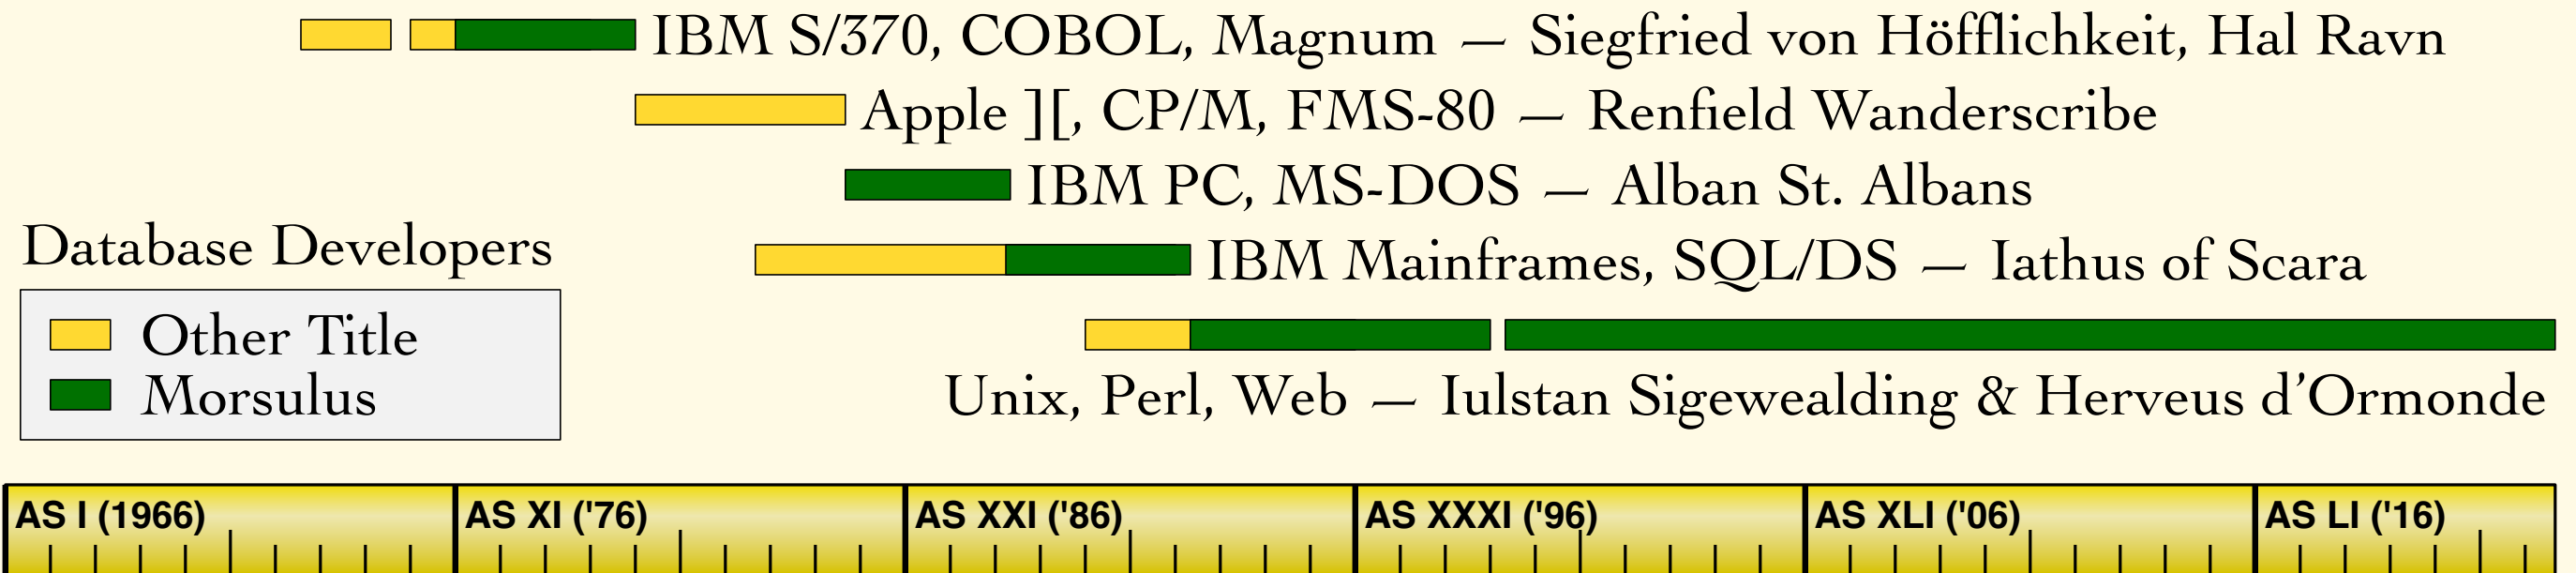 IBM S/370, COBOL, Magnum — Siegfried von Höfflichkeit, Hal Ravn
Apple ][, CP/M, FMS-80 — Renfield Wanderscribe
IBM PC, MS-DOS — Alban St. Albans
Database Developers
IBM Mainframes, SQL/DS — Iathus of Scara
Other Title
Morsulus
Unix, Perl, Web — Iulstan Sigewealding & Herveus d’Ormonde
AS I (1966) AS XI ('76) AS XXI ('86) AS XXXI ('96) AS XLI ('06) AS LI ('16)